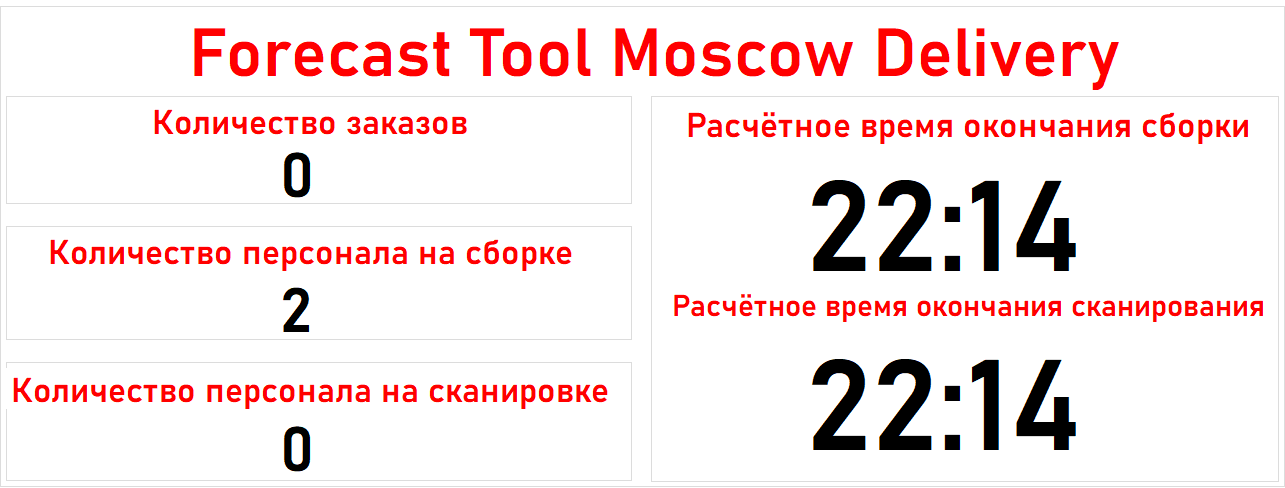 Forecast Tool Moscow Delivery
Количество заказов
0
Количество персонала на сборке
2
Количество персонала на сканировке
0
Расчётное время окончания сборки
22:14
Расчётное время окончания сканирования
22:14